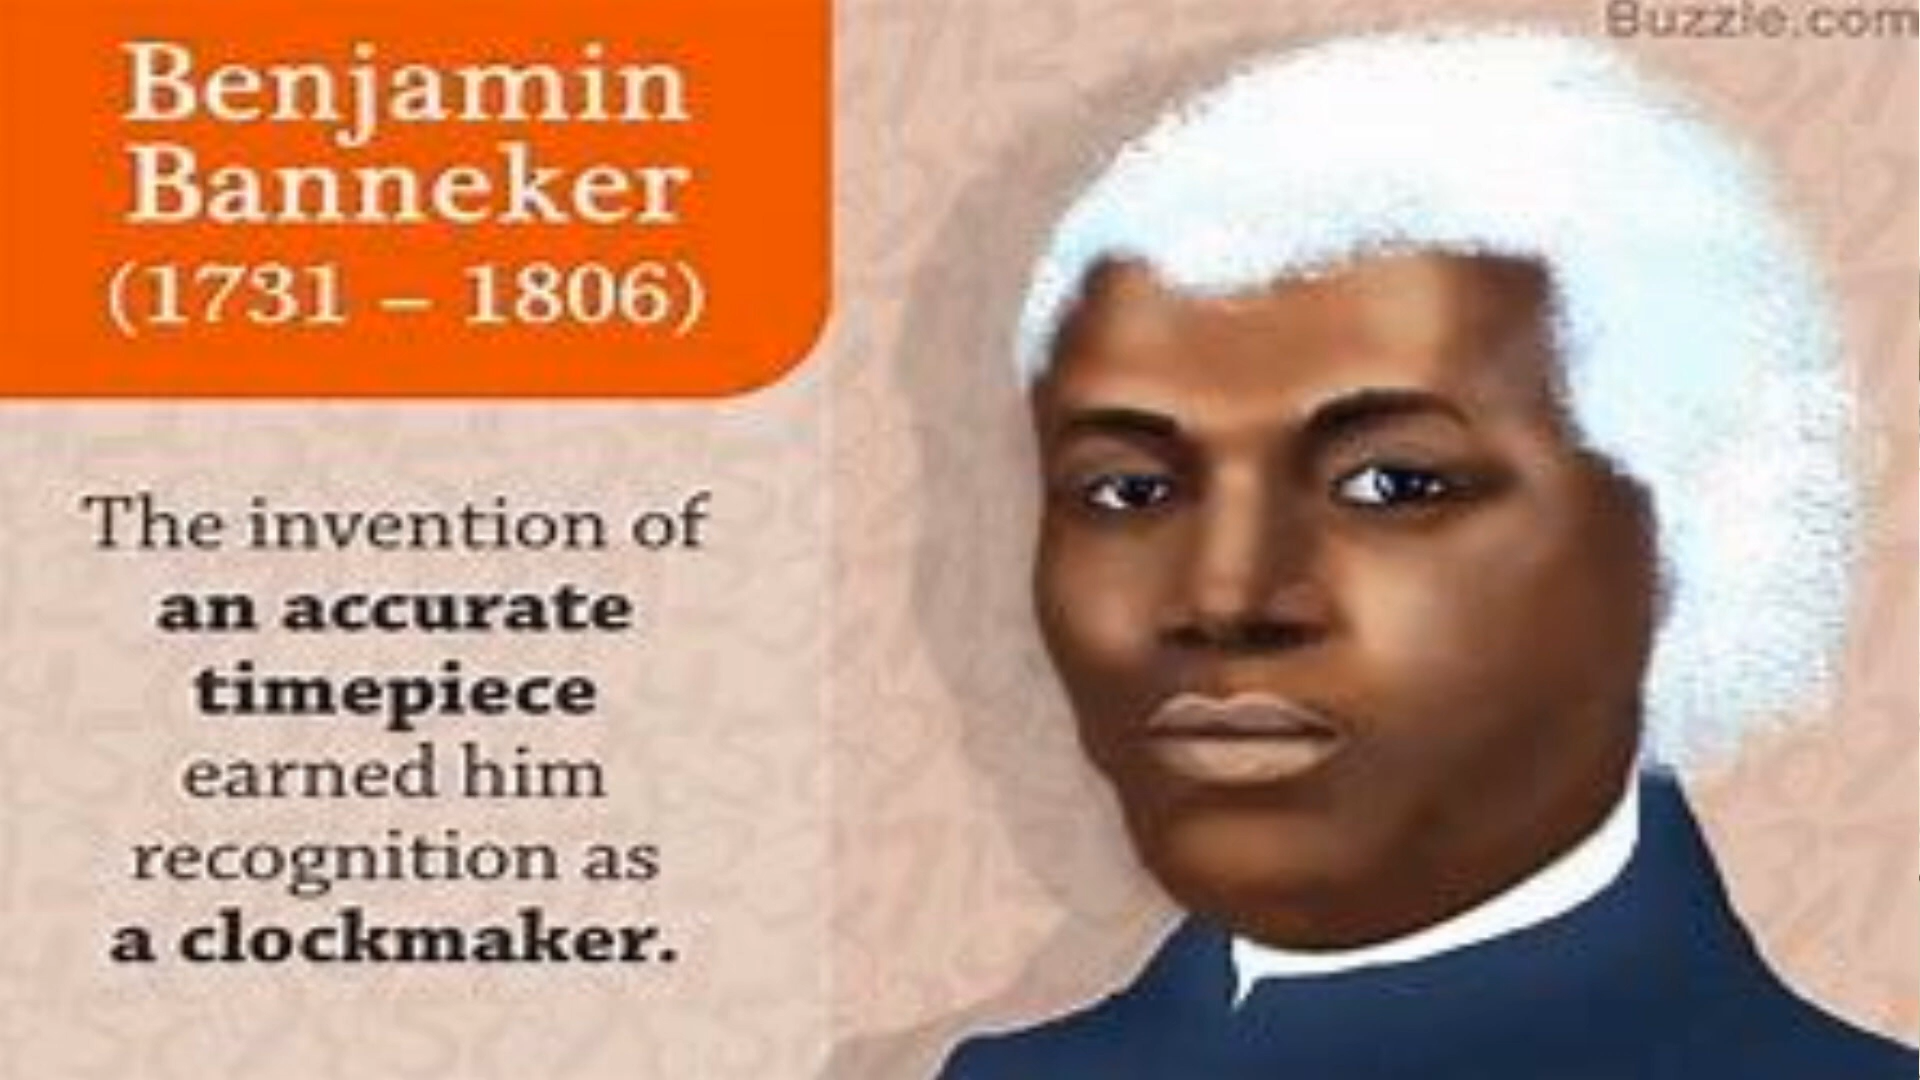 Buzzle.com
Benjamin
Banneker
(1731 – 1806)
The invention of
an accurate
timepiece
earned him
recognition as
a clockmaker.